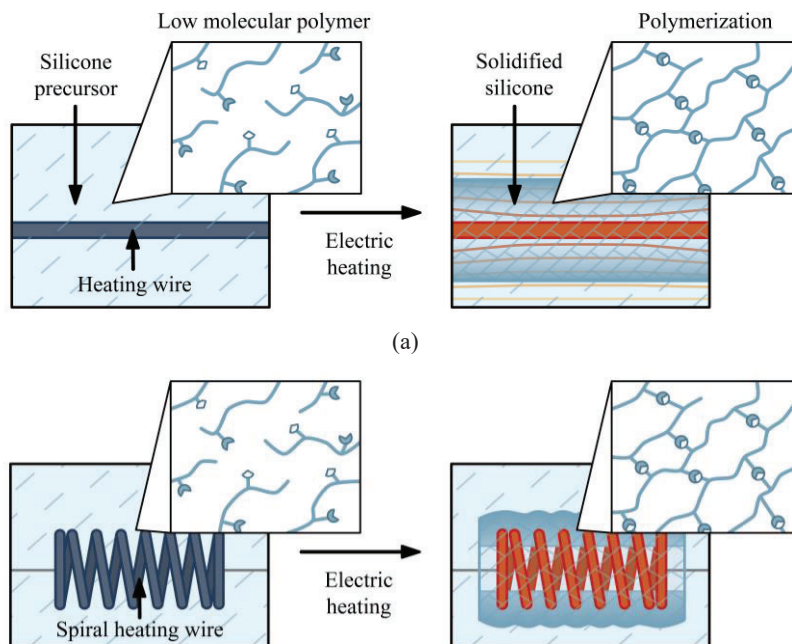 Low molecular polymer
Polymerization
Silicone
precursor
Solidified
silicone
Electric
heating
Heating wire
(a)
Electric
heating
Spiral heating wire